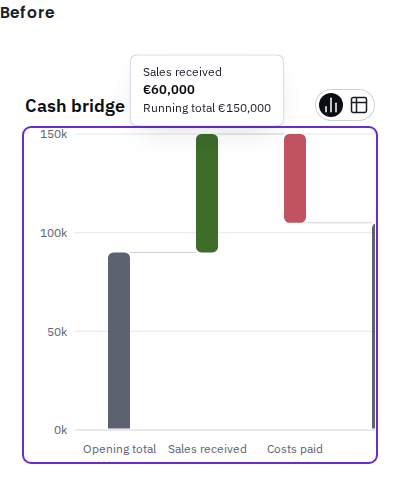 Before
Sales received
€60,000
Running total €150,000
Cash bridge
150k
100k
50k
0k
Opening total Sales received Costs paid